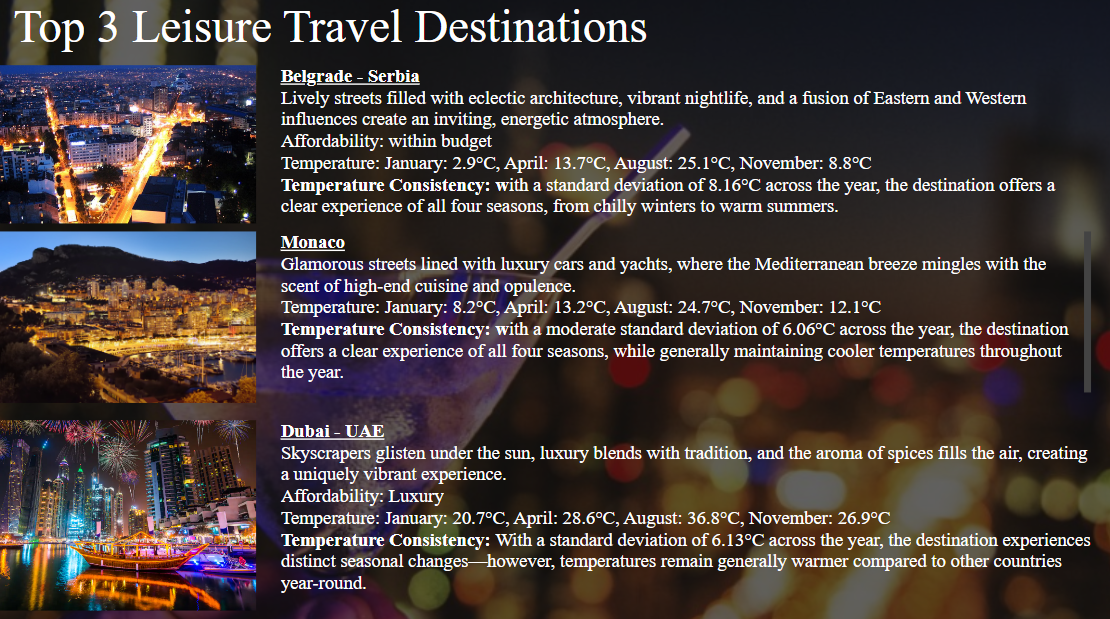 Top 3 Leisure Travel Destinations
Belgrade - Serbia
Lively streets filled with eclectic architecture, vibrant nightlife, and a fusion of Eastern and Western
influences create an inviting, energetic atmosphere.
Affordability: within budget
Temperature: January: 2.9°C, April: 13.7°C, August: 25.1°C, November: 8.8°C
Temperature Consistency: with a standard deviation of 8.16°C across the year, the destination offers a
clear experience of all four seasons, from chilly winters to warm summers.
Monaco
Glamorous streets lined with luxury cars and yachts, where the Mediterranean breeze mingles with the
scent of high-end cuisine and opulence.
Temperature: January: 8.2°C, April: 13.2°C, August: 24.7°C, November: 12.1°C
Temperature Consistency: with a moderate standard deviation of 6.06°C across the year, the destination
offers a clear experience of all four seasons, while generally maintaining cooler temperatures throughout
the year.
Dubai - UAE
Skyscrapers glisten under the sun, luxury blends with tradition, and the aroma of spices fills the air, creating
a uniquely vibrant experience.
Affordability: Luxury
Temperature: January: 20.7°C, April: 28.6°C, August: 36.8°C, November: 26.9°C
Temperature Consistency: With a standard deviation of 6.13°C across the year, the destination experiences
distinct seasonal changes—however, temperatures remain generally warmer compared to other countries
year-round.